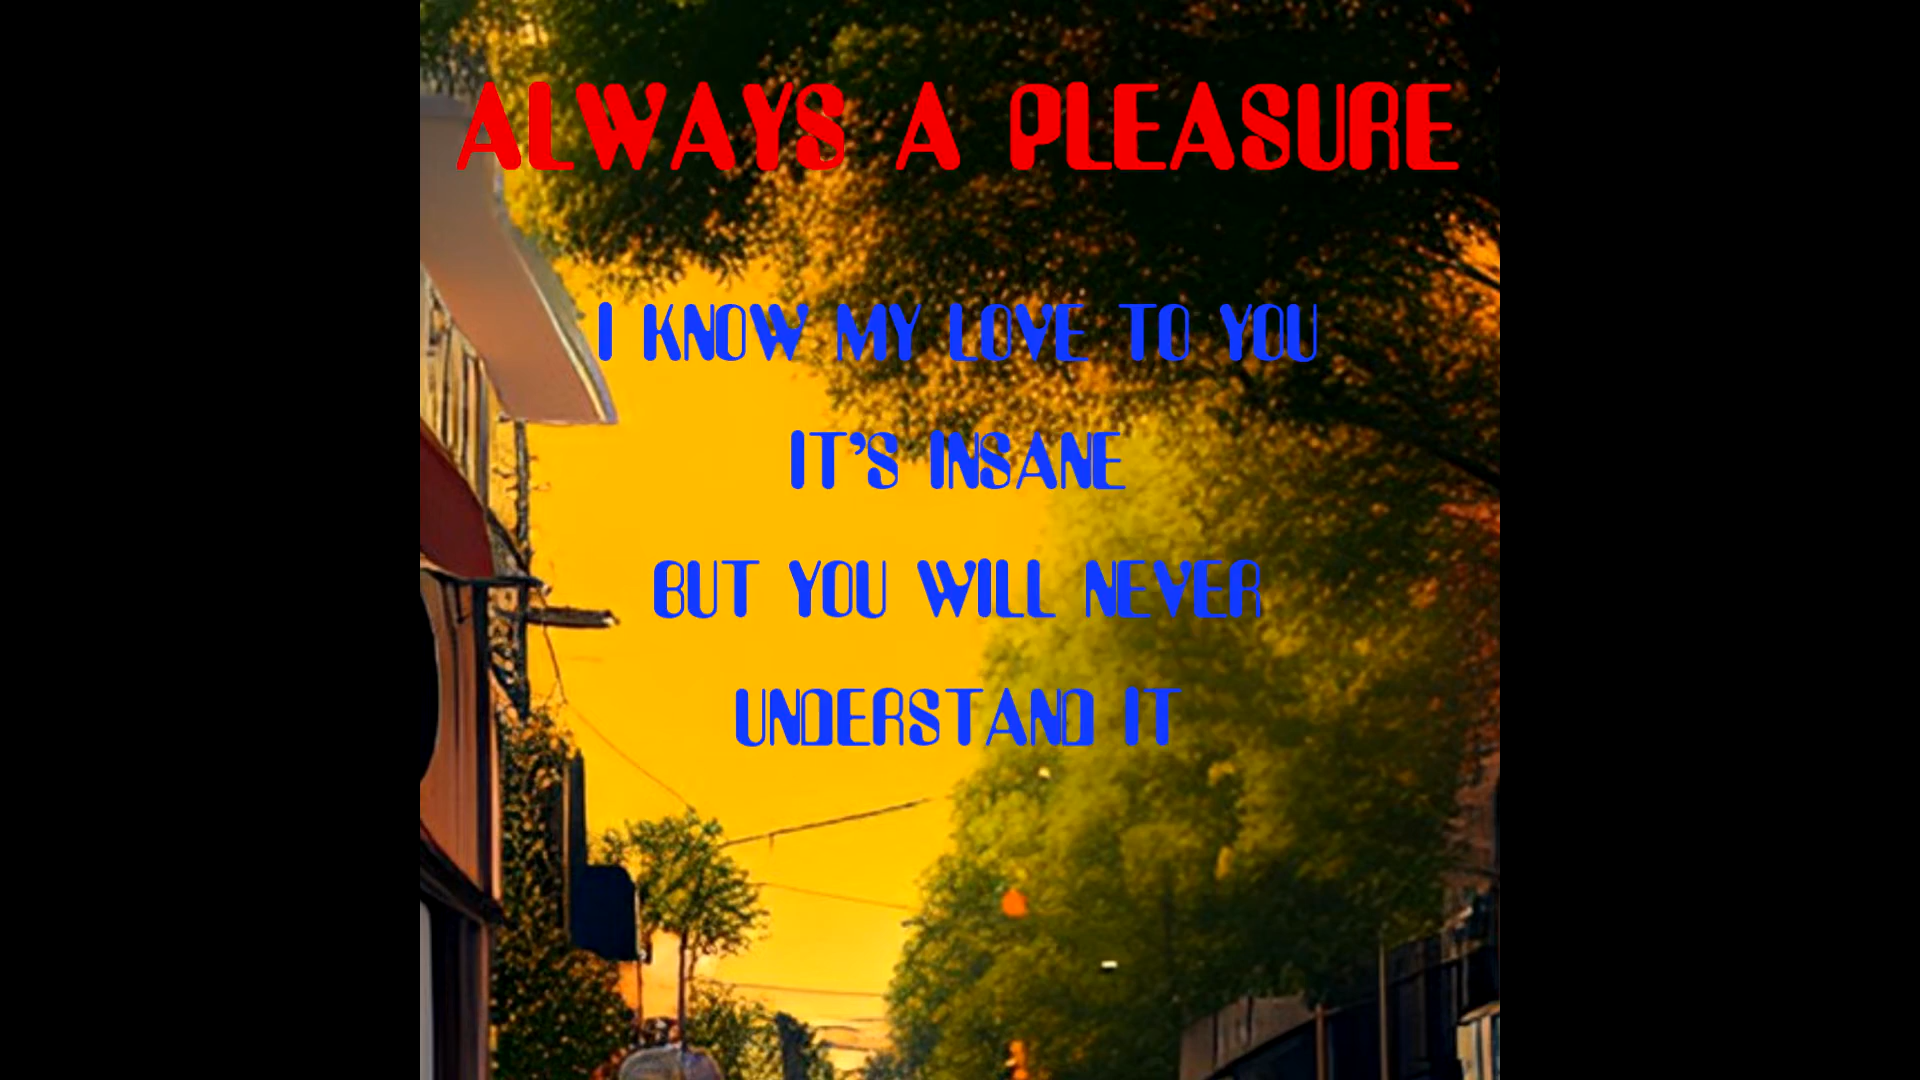 ALWAYS A PLEASURE
I KNOW MY LOVE TO YOU
IT'S INSANE
BUT YOU WILL NEVER
UNDERSTAND IT